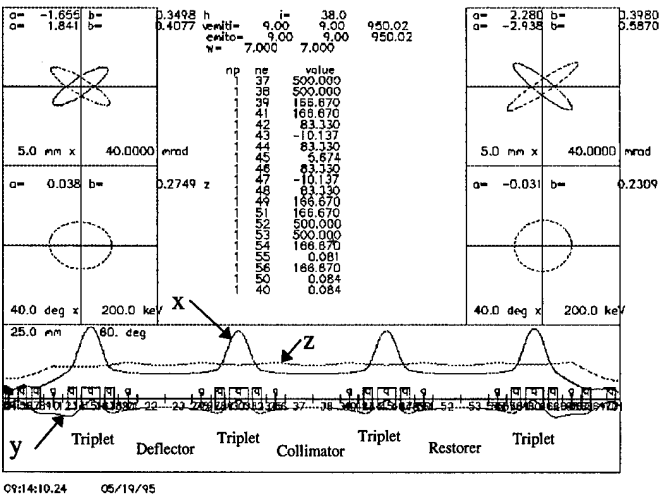 a= -1.655 b= 0.3498 h
a= 1.841 b= 0.4077
5.0 mm x 40.0000 mrad
a= 0.038 b= 0.2749 z
40.0 deg x 200.0 keV
25.0 mm 60. deg
i= 38.0
vemiti= 9.00 9.00 950.02
emito= 9.00 9.00 950.02
w= 7.000 7.000
np ne value
1 37 500.000
1 38 500.000
1 39 166.670
1 41 166.670
1 42 83.330
1 43 -10.137
1 44 83.330
1 45 6.674
1 46 83.330
1 47 -10.137
1 48 83.330
1 49 166.670
1 51 166.670
1 52 500.000
1 53 500.000
1 54 166.670
1 55 0.081
1 56 166.670
1 50 0.084
1 40 0.084
a= 2.280 b= 0.3980
a= -2.938 b= 0.5870
5.0 mm x 40.0000 mrad
a= -0.031 b= 0.2309
40.0 deg x 200.0 keV
x
z
y
Triplet Deflector Triplet Collimator Triplet Restorer Triplet
09:14:10.24 05/19/95